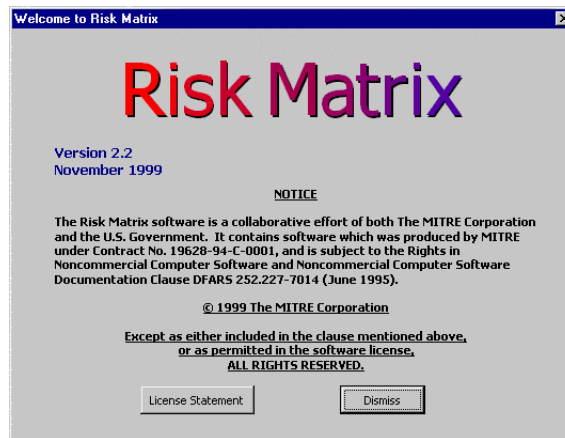 Welcome to Risk Matrix
Risk Matrix
Version 2.2
November 1999
NOTICE
The Risk Matrix software is a collaborative effort of both The MITRE Corporation
and the U.S. Government. It contains software which was produced by MITRE
under Contract No. 19628-94-C-0001, and is subject to the Rights in
Noncommercial Computer Software and Noncommercial Computer Software
Documentation Clause DFARS 252.227-7014 (June 1995).
© 1999 The MITRE Corporation
Except as either included in the clause mentioned above,
or as permitted in the software license,
ALL RIGHTS RESERVED.
License Statement Dismiss